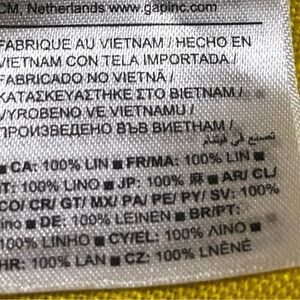 CM, Netherlands www.gapinc.com
FABRIQUE AU VIETNAM / HECHO EN
VIETNAM CON TELA IMPORTADA /
FABRICADO NO VIETNÃ /
ΚΑΤΑΣΚΕΥΑΣΤΗΚΕ ΣΤΟ ΒΙΕΤΝΑΜ /
VYROBENO VE VIETNAMU /
ПРОИЗВЕДЕНО ВЪВ ВИЕТНАМ /
تصنع في فيتنام
■ CA: 100% LIN ■ FR/MA: 100% LIN ■
IT: 100% LINO ■ JP: 100% 麻 ■ AR/ CL/
CO/ CR/ GT/ MX/ PA/ PE/ PY/ SV: 100%
ino ■ DE: 100% LEINEN ■ BR/PT:
100% LINHO ■ CY/EL: 100% ΛΙΝΟ ■
HR: 100% LAN ■ CZ: 100% LNĚNÉ